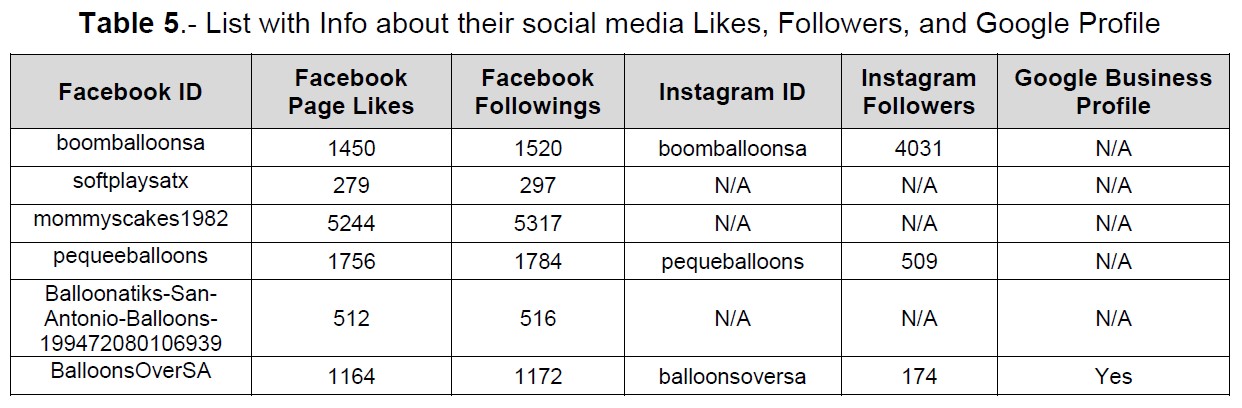 Table 5.- List with Info about their social media Likes, Followers, and Google Profile
Facebook ID
Facebook
Page Likes
Facebook
Followings
Instagram ID
Instagram
Followers
Google Business
Profile
boomballoonsa 1450 1520 boomballoonsa 4031 N/A
softplaysatx 279 297 N/A N/A N/A
mommyscakes1982 5244 5317 N/A N/A N/A
pequeeballoons 1756 1784 pequeballoons 509 N/A
Balloonatiks-San-
Antonio-Balloons-
199472080106939
512 516 N/A N/A N/A
BalloonsOverSA 1164 1172 balloonsoversa 174 Yes